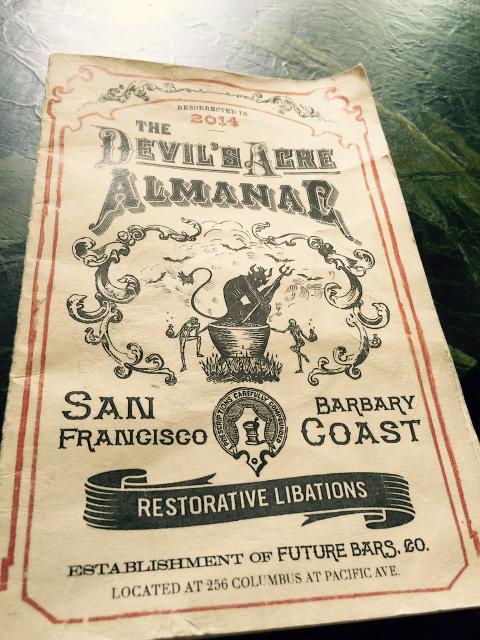 RESURRECTED IN
2014
THE
DEVIL'S ACRE
ALMANAC
SAN
FRANCISCO
PRESCRIPTIONS CAREFULLY COMPOUNDED
BARBARY
COAST
RESTORATIVE LIBATIONS
ESTABLISHMENT OF FUTURE BARS, CO.
LOCATED AT 256 COLUMBUS AT PACIFIC AVE.